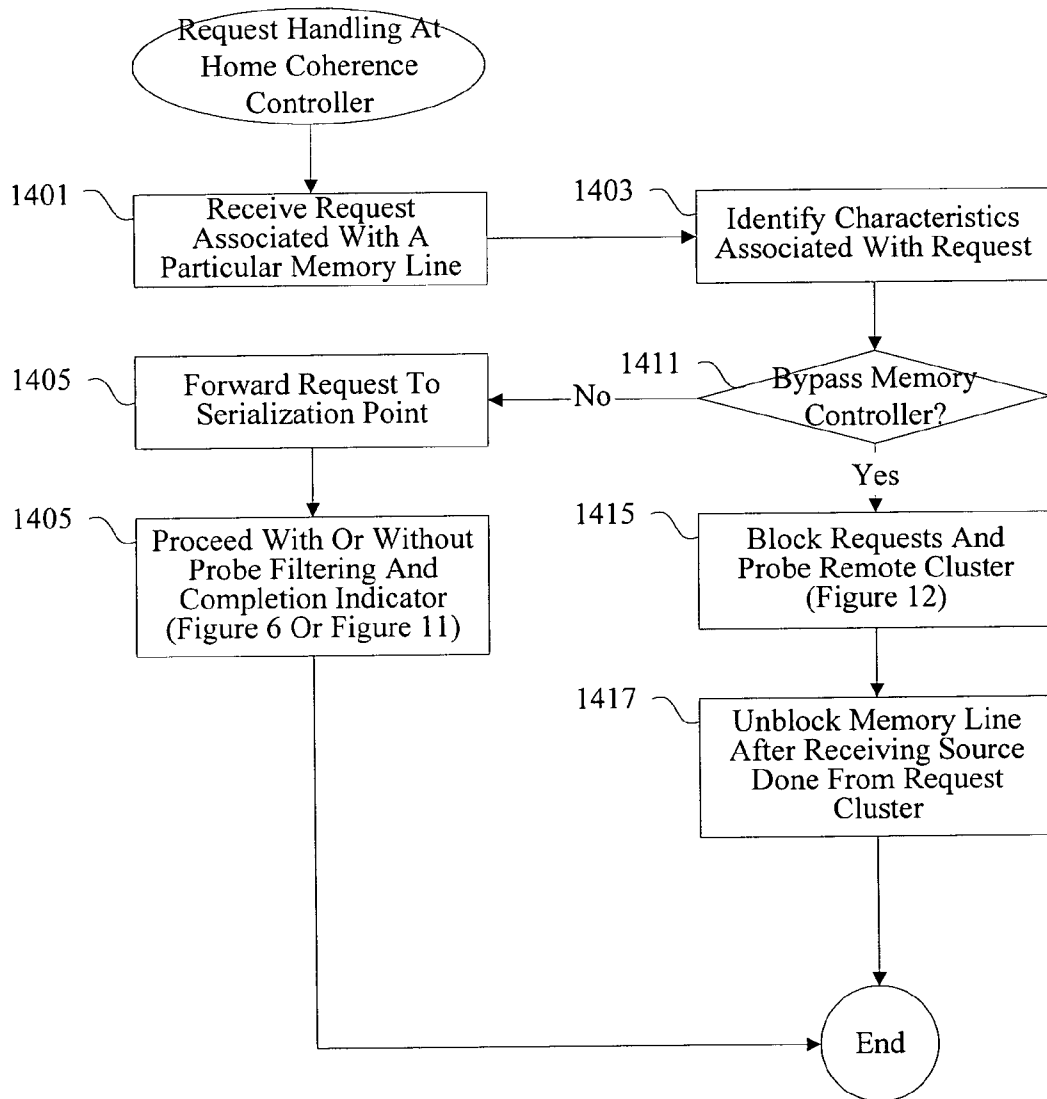 Request Handling At
Home Coherence
Controller
1401
Receive Request
Associated With A
Particular Memory Line
1403
Identify Characteristics
Associated With Request
1411
Bypass Memory
Controller?
No
1405
Forward Request To
Serialization Point
Yes
1405
Proceed With Or Without
Probe Filtering And
Completion Indicator
(Figure 6 Or Figure 11)
1415
Block Requests And
Probe Remote Cluster
(Figure 12)
1417
Unblock Memory Line
After Receiving Source
Done From Request
Cluster
End